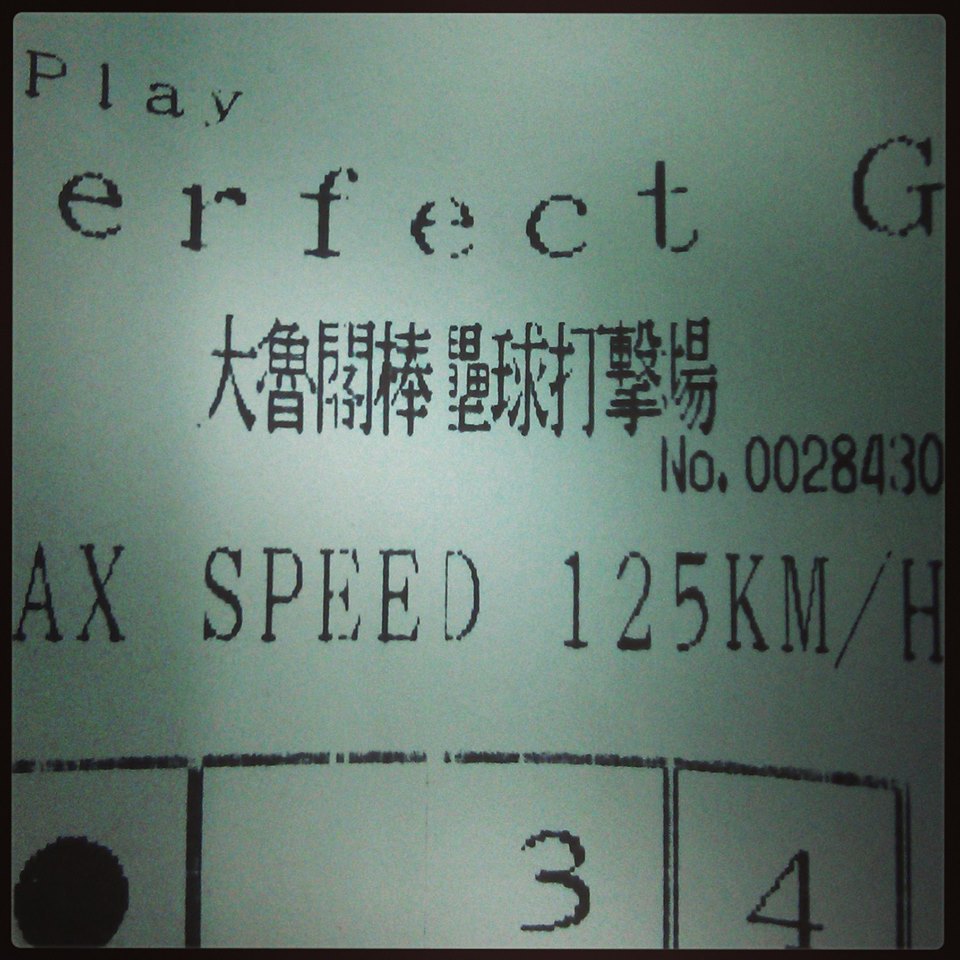 Play
erfect G
大魯閣棒壘球打擊場
No. 0028430
AX SPEED 125KM/H
3 4